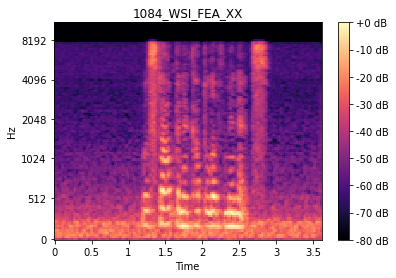 1084_WSI_FEA_XX
+0 dB
8192
-10 dB
4096
-20 dB
-30 dB
2048
Hz
-40 dB
1024
-50 dB
512
-60 dB
-70 dB
0
-80 dB
0 0.5 1 1.5 2 2.5 3 3.5
Time